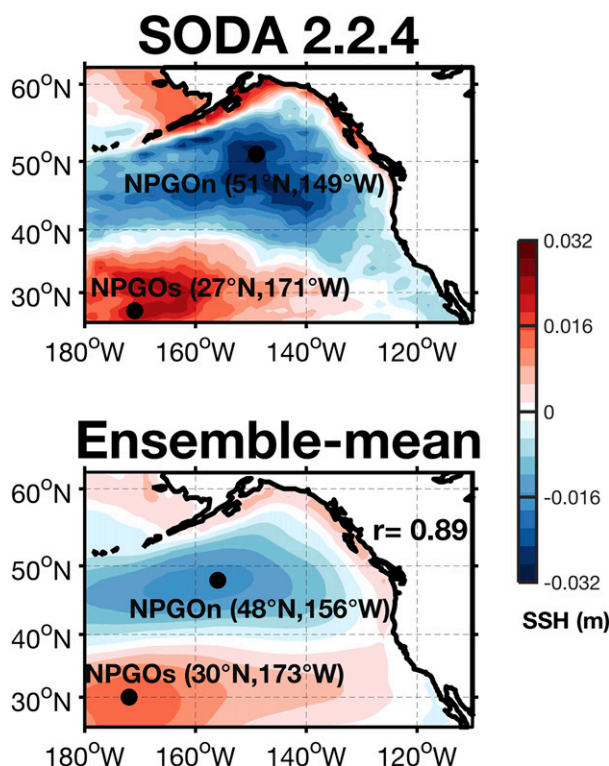 SODA 2.2.4
60°N
50°N
40°N
30°N
NPGOn (51°N,149°W)
NPGOs (27°N,171°W)
180°W 160°W 140°W 120°W
0.032
0.016
0
-0.016
-0.032
SSH (m)
Ensemble-mean
60°N
50°N
40°N
30°N
r= 0.89
NPGOn (48°N,156°W)
NPGOs (30°N,173°W)
180°W 160°W 140°W 120°W